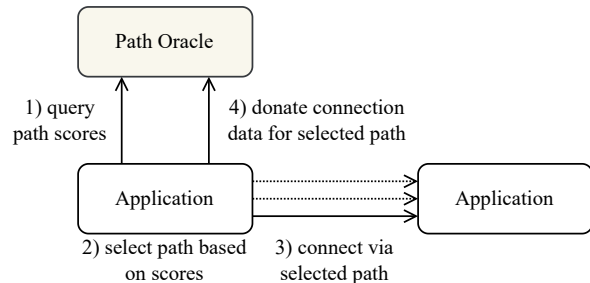 Path Oracle
1) query
path scores
4) donate connection
data for selected path
Application
Application
2) select path based
on scores
3) connect via
selected path